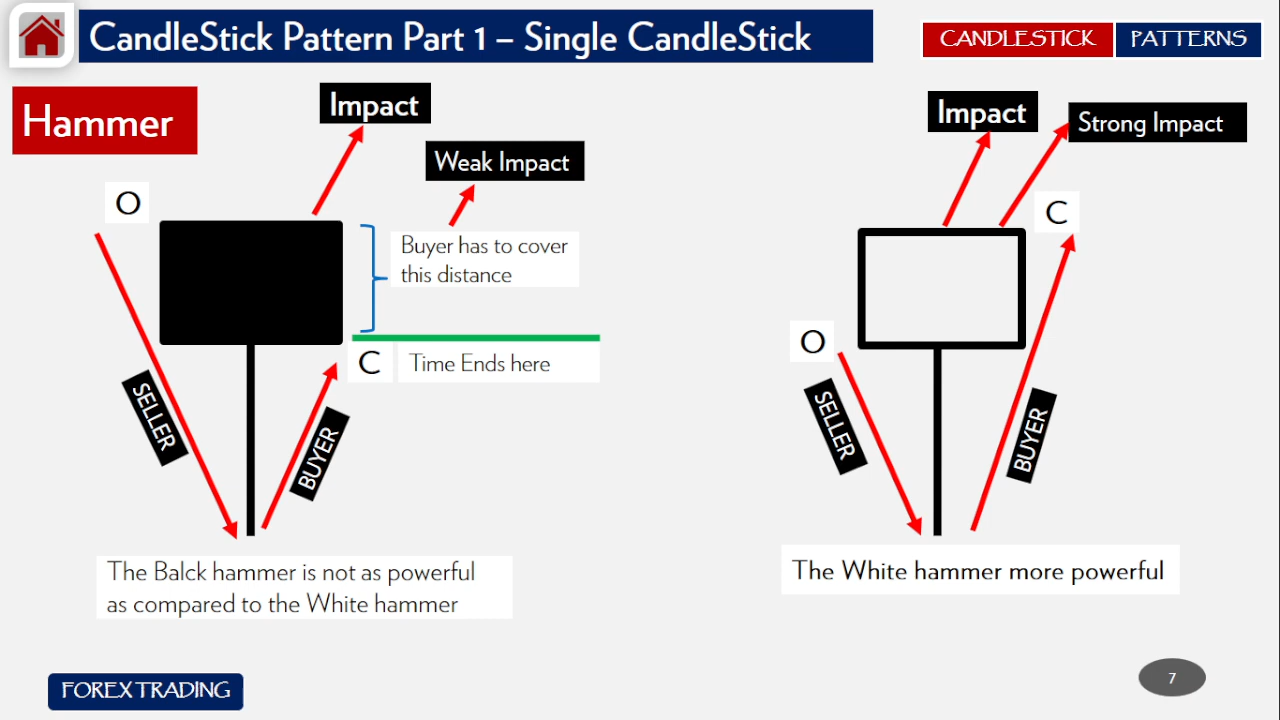 CandleStick Pattern Part 1 – Single CandleStick
CANDLESTICK PATTERNS
Hammer
Impact
Weak Impact
O
Buyer has to cover
this distance
C
Time Ends here
SELLER
BUYER
The Balck hammer is not as powerful
as compared to the White hammer
Impact
Strong Impact
C
O
SELLER
BUYER
The White hammer more powerful
FOREX TRADING
7